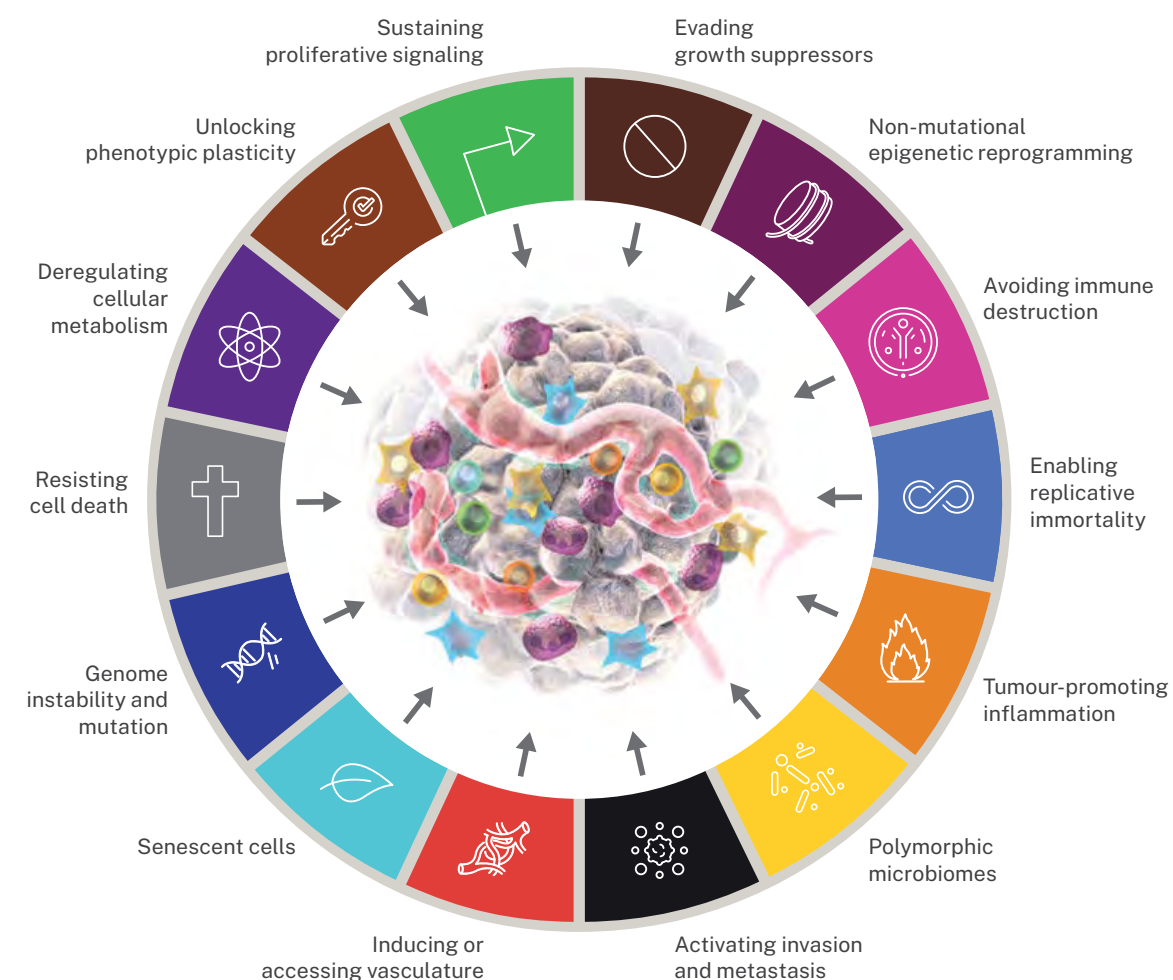 Sustaining
proliferative signaling
Evading
growth suppressors
Non-mutational
epigenetic reprogramming
Avoiding immune
destruction
Enabling
replicative
immortality
Tumour-promoting
inflammation
Polymorphic
microbiomes
Activating invasion
and metastasis
Inducing or
accessing vasculature
Senescent cells
Genome
instability and
mutation
Resisting
cell death
Deregulating
cellular
metabolism
Unlocking
phenotypic plasticity